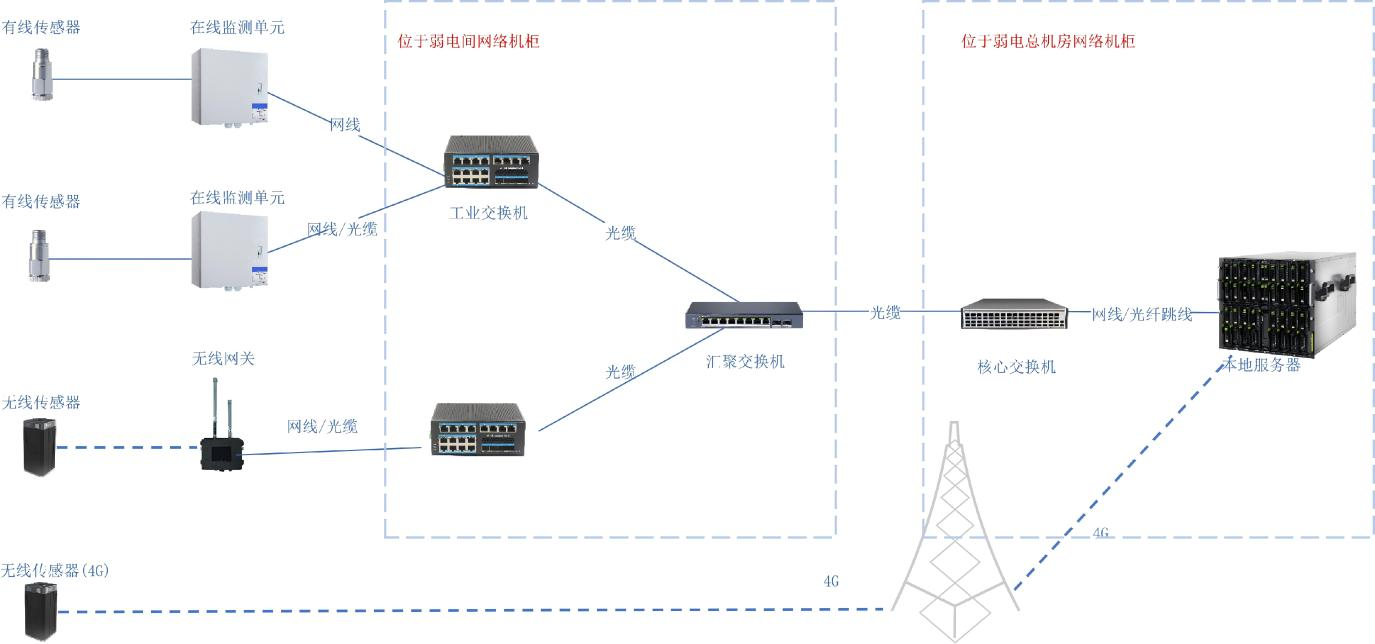 有线传感器
在线监测单元
位于弱电间网络机柜
位于弱电总机房网络机柜
网线
有线传感器
在线监测单元
网线/光缆
工业交换机
光缆
光缆
网线/光纤跳线
汇聚交换机
核心交换机
本地服务器
无线网关
光缆
无线传感器
网线/光缆
4G
无线传感器(4G)
4G